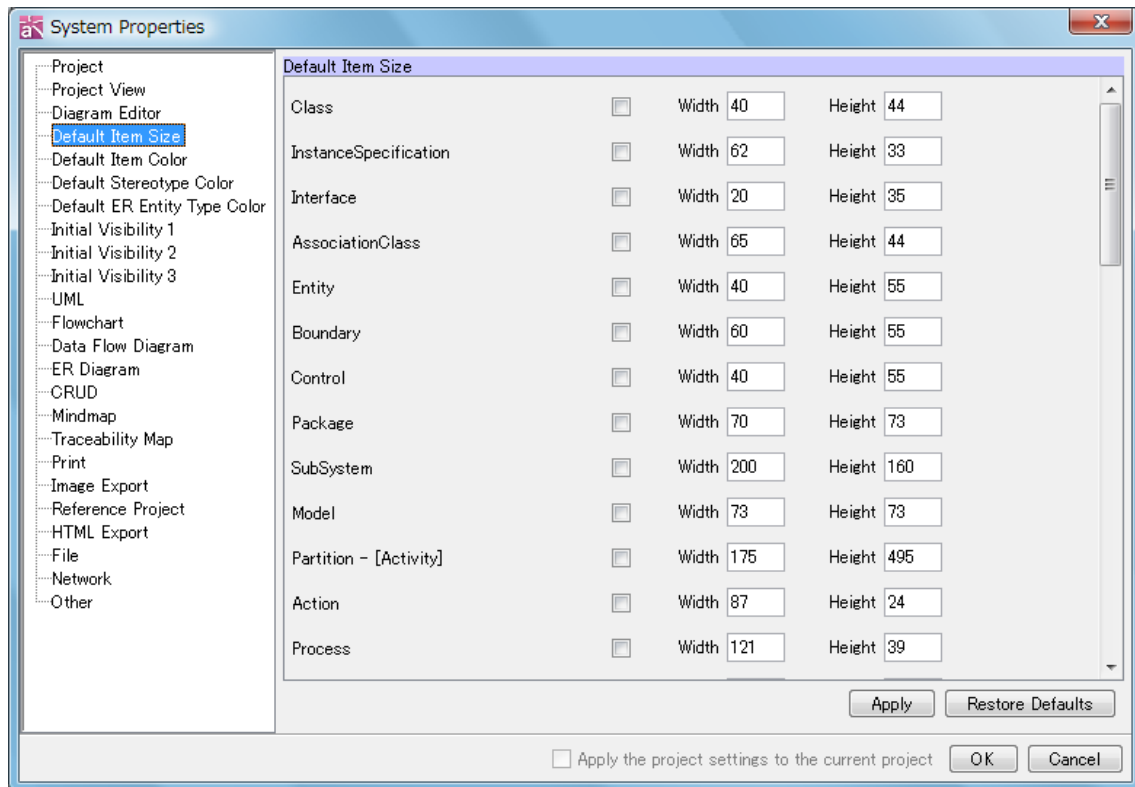 System Properties
Project
Project View
Diagram Editor
Default Item Size
Default Item Color
Default Stereotype Color
Default ER Entity Type Color
Initial Visibility 1
Initial Visibility 2
Initial Visibility 3
UML
Flowchart
Data Flow Diagram
ER Diagram
CRUD
Mindmap
Traceability Map
Print
Image Export
Reference Project
HTML Export
File
Network
Other
Default Item Size
Class Width 40 Height 44
InstanceSpecification Width 62 Height 33
Interface Width 20 Height 35
AssociationClass Width 65 Height 44
Entity Width 40 Height 55
Boundary Width 60 Height 55
Control Width 40 Height 55
Package Width 70 Height 73
SubSystem Width 200 Height 160
Model Width 73 Height 73
Partition - [Activity] Width 175 Height 495
Action Width 87 Height 24
Process Width 121 Height 39
Apply Restore Defaults
Apply the project settings to the current project OK Cancel